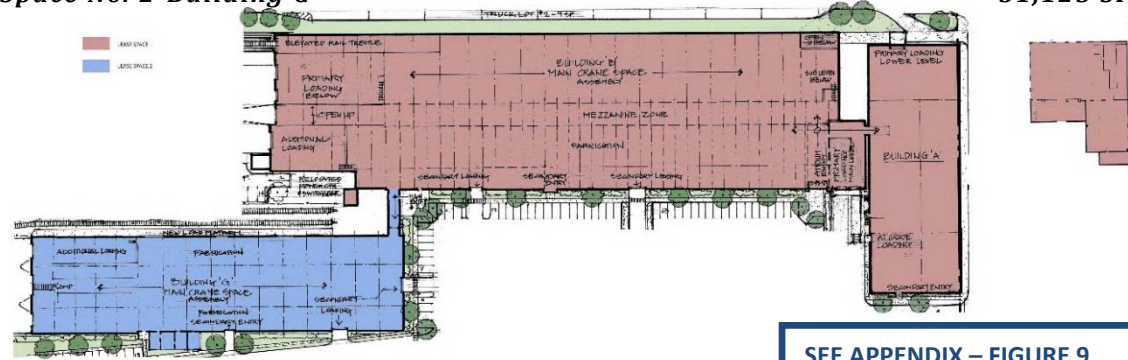 Space No. 2 Building G
TRUCK LOT
LEASE SPACE
LEASE SPACE 2
ELEVATED RAIL TRESTLE
PRIMARY
LOADING
BELOW
OPEN UP
ADDITIONAL
LOADING
BUILDING 'B'
MAIN CRANE SPACE
ASSEMBLY
MEZZANINE ZONE
FABRICATION
SECONDARY LOADING
SECONDARY
ENTRY
SECONDARY LOADING
PRIMARY LOADING
LOWER LEVEL
BUILDING 'A'
AT GRADE
LOADING
SECONDARY ENTRY
ADDITIONAL LOADING
FABRICATION
BUILDING 'G'
MAIN CRANE SPACE
ASSEMBLY
FABRICATION
SECONDARY ENTRY
SECONDARY
LOADING
SEE APPENDIX – FIGURE 9